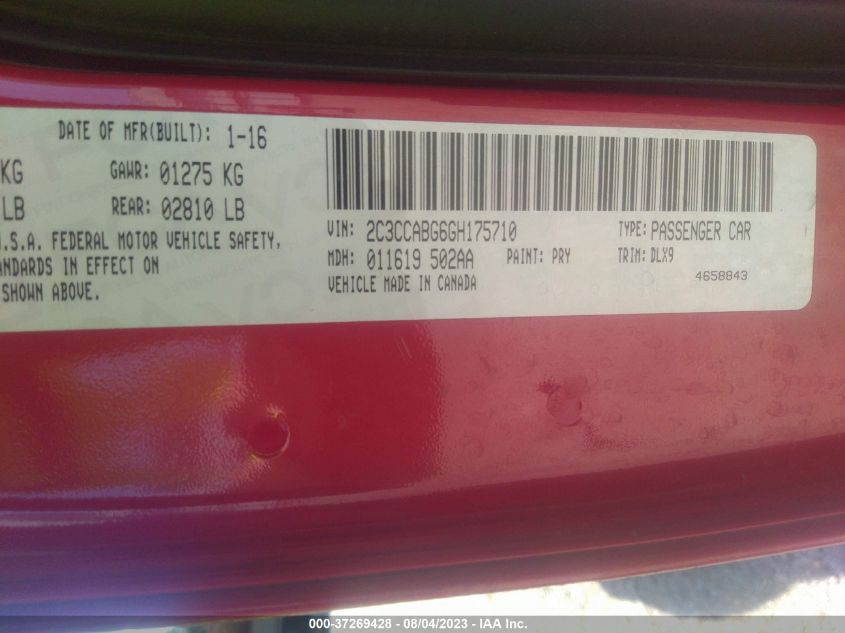 DATE OF MFR(BUILT): 1-16
KG GAWR: 01275 KG
LB REAR: 02810 LB
U.S.A. FEDERAL MOTOR VEHICLE SAFETY,
ANDARDS IN EFFECT ON
SHOWN ABOVE.
VIN: 2C3CCABG6GH175710 TYPE: PASSENGER CAR
MDH: 011619 502AA PAINT: PRY TRIM: DLX9
VEHICLE MADE IN CANADA 4658843
000-37269428 - 08/04/2023 - IAA Inc.